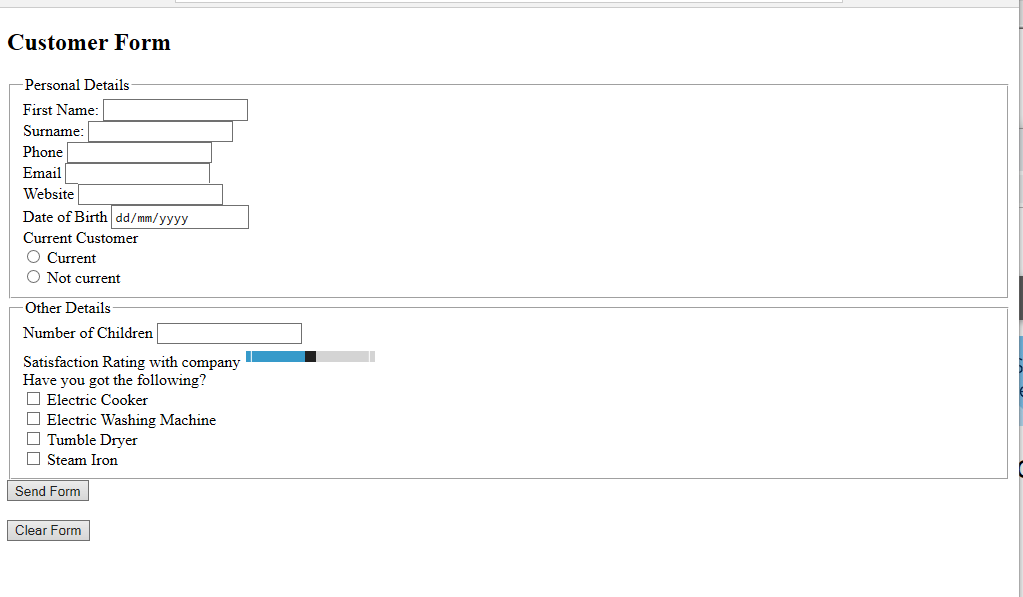 Customer Form
Personal Details
First Name:
Surname:
Phone
Email
Website
Date of Birth dd/mm/yyyy
Current Customer
Current
Not current
Other Details
Number of Children
Satisfaction Rating with company
Have you got the following?
Electric Cooker
Electric Washing Machine
Tumble Dryer
Steam Iron
Send Form
Clear Form